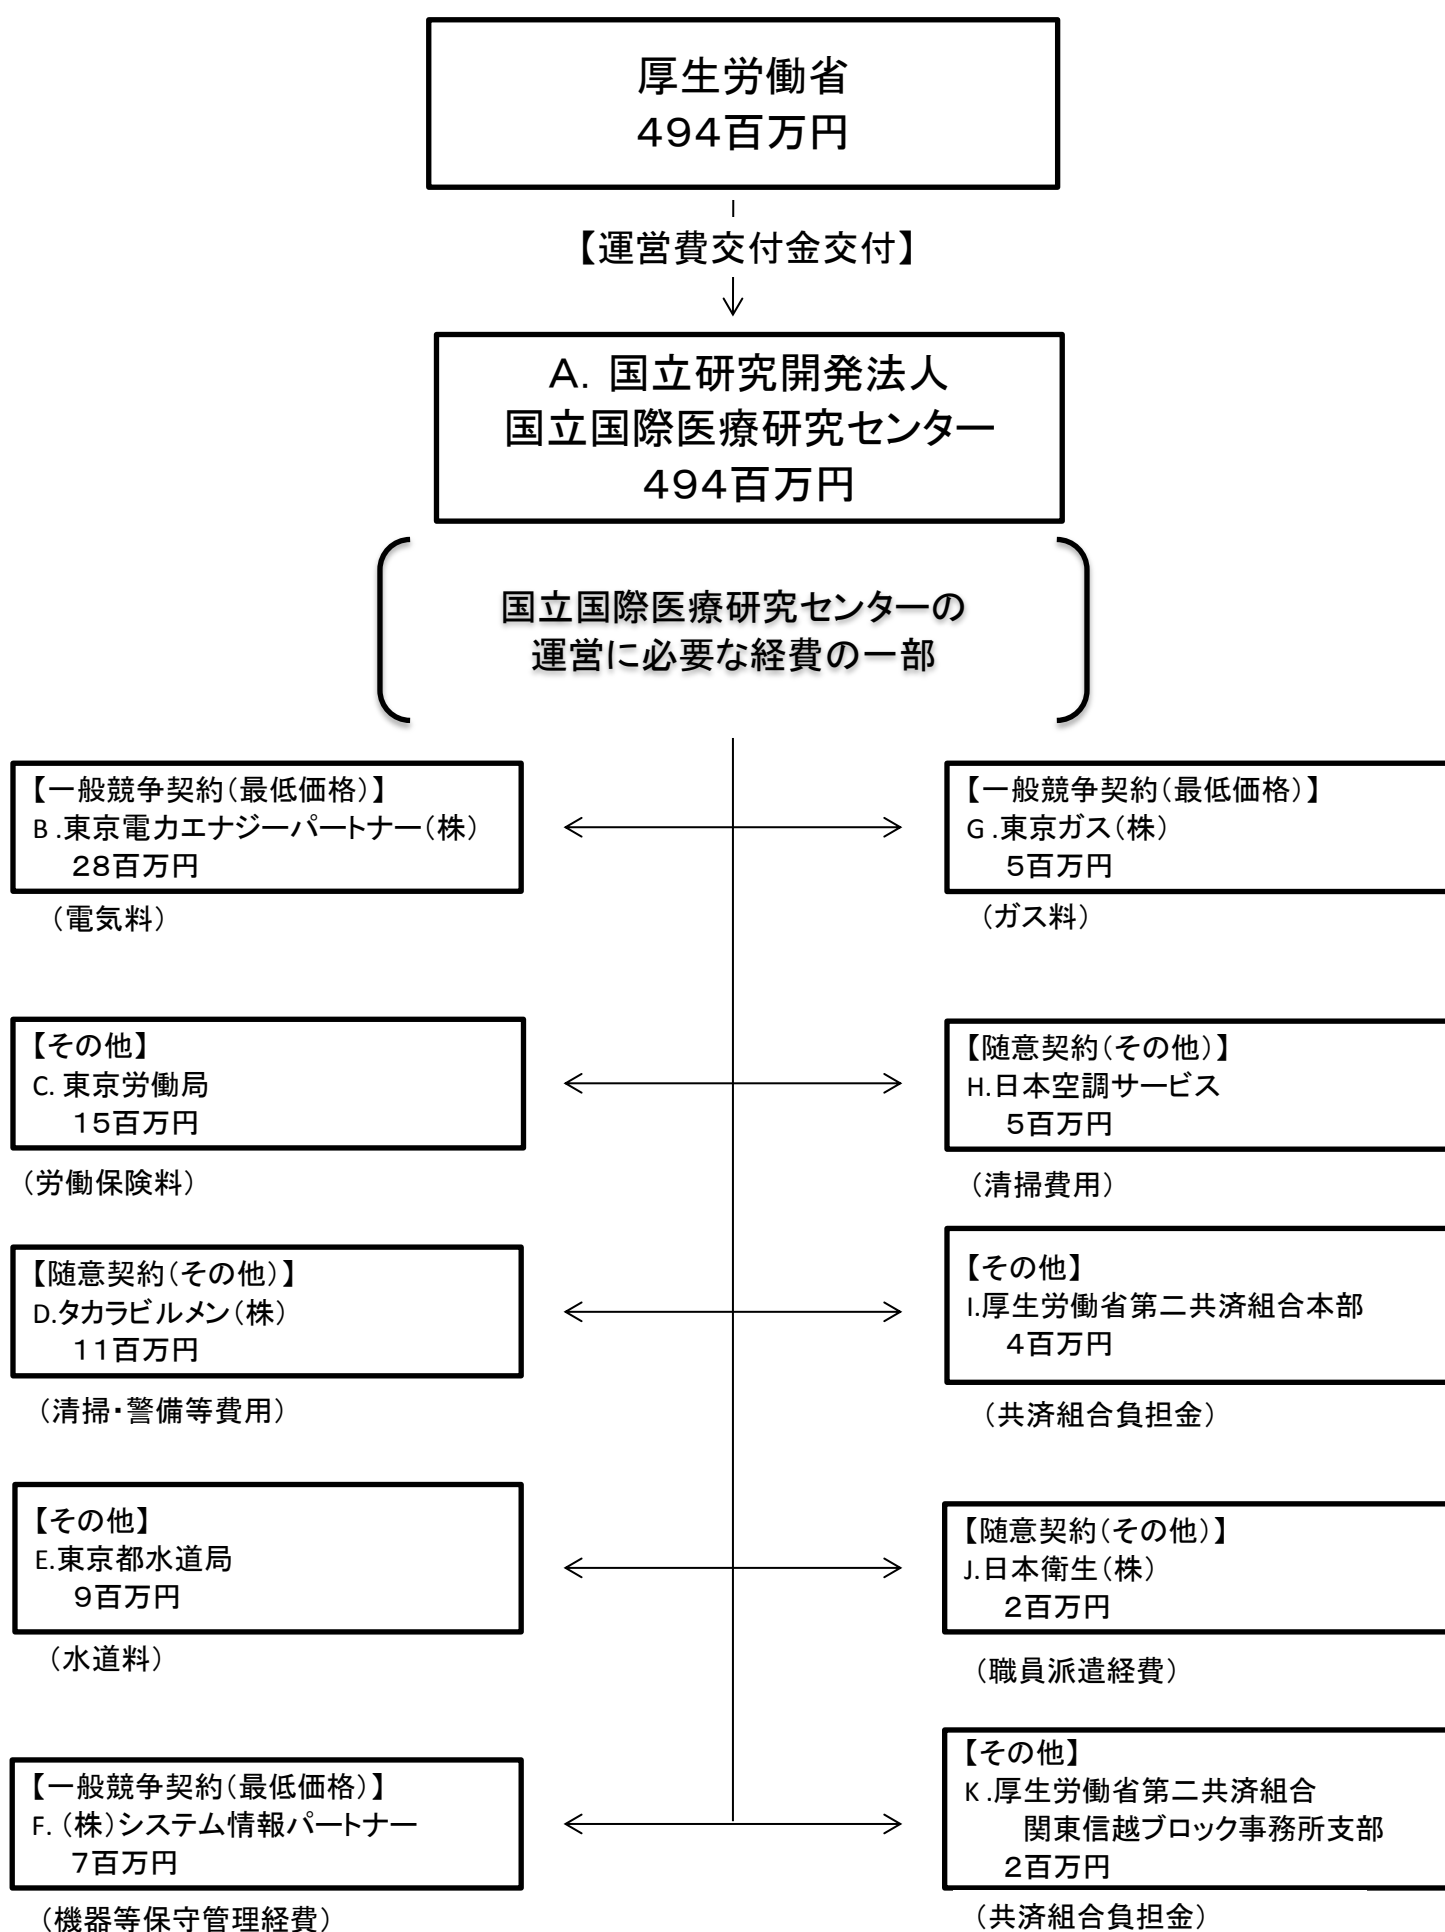 厚生労働省
494百万円
【運営費交付金交付】
A. 国立研究開発法人
国立国際医療研究センター
494百万円
国立国際医療研究センターの
運営に必要な経費の一部
【一般競争契約(最低価格)】
B.東京電力エナジーパートナー(株)
28百万円
(電気料)
【その他】
C. 東京労働局
15百万円
(労働保険料)
【随意契約(その他)】
D.タカラビルメン(株)
11百万円
(清掃・警備等費用)
【その他】
E.東京都水道局
9百万円
(水道料)
【一般競争契約(最低価格)】
F. (株)システム情報パートナー
7百万円
(機器等保守管理経費)
【一般競争契約(最低価格)】
G.東京ガス(株)
5百万円
(ガス料)
【随意契約(その他)】
H.日本空調サービス
5百万円
(清掃費用)
【その他】
I.厚生労働省第二共済組合本部
4百万円
(共済組合負担金)
【随意契約(その他)】
J.日本衛生(株)
2百万円
(職員派遣経費)
【その他】
K.厚生労働省第二共済組合
関東信越ブロック事務所支部
2百万円
(共済組合負担金)